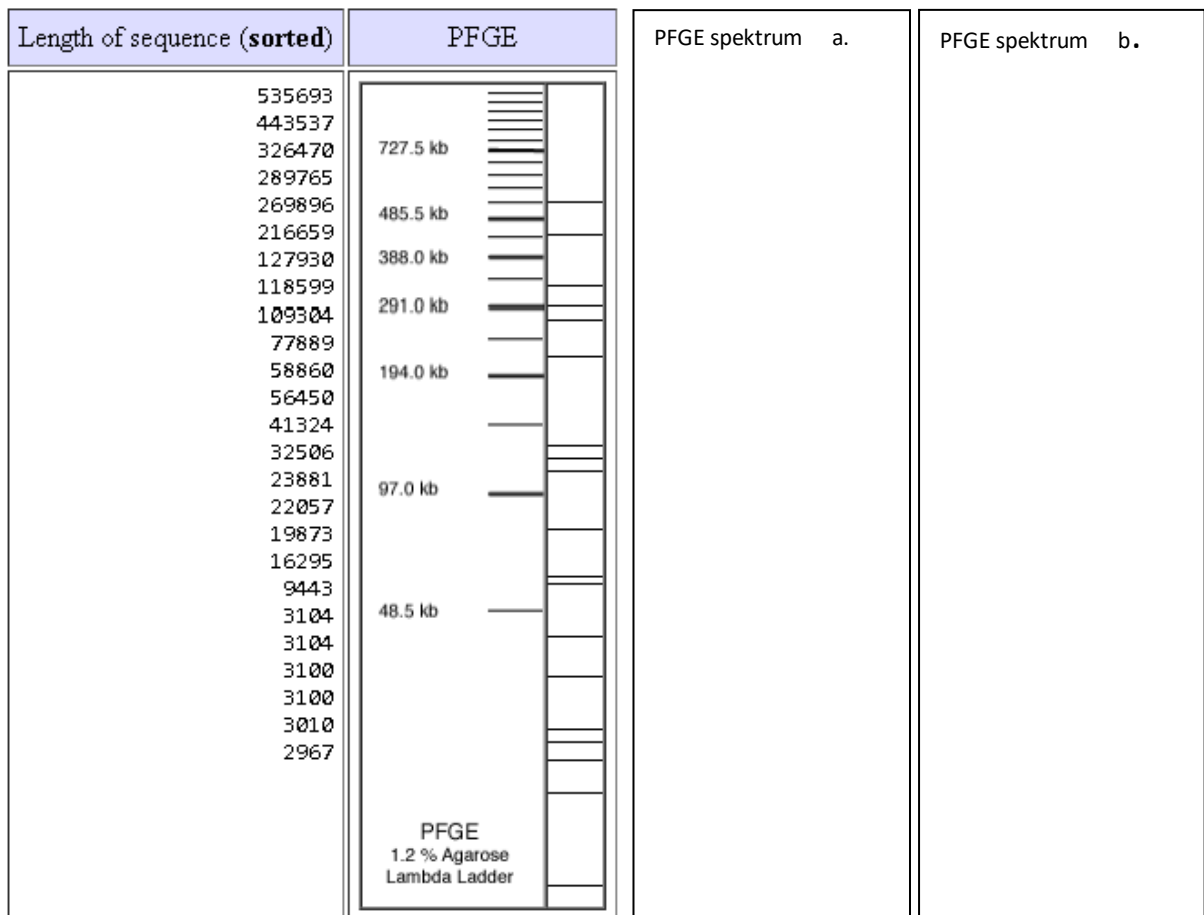 Length of sequence (sorted)
PFGE
PFGE spektrum a.
PFGE spektrum b.
535693
443537
326470
289765
269896
216659
127930
118599
109304
77889
58860
56450
41324
32506
23881
22057
19873
16295
9443
3104
3104
3100
3100
3010
2967
727.5 kb
485.5 kb
388.0 kb
291.0 kb
194.0 kb
97.0 kb
48.5 kb
PFGE
1.2 % Agarose
Lambda Ladder